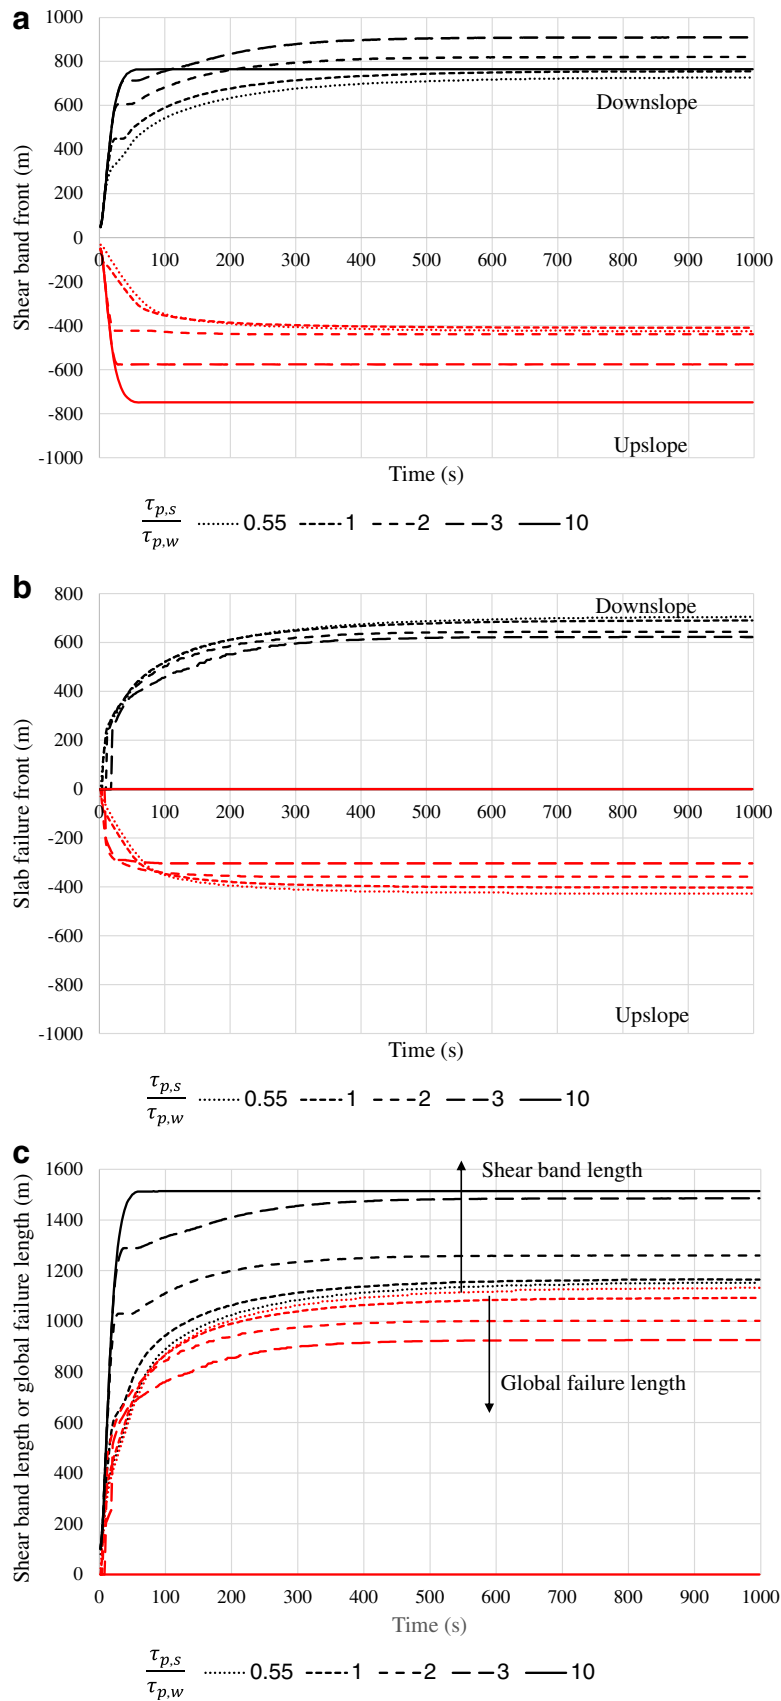 a
1000
800
600
400
200
0
-200
-400
-600
-800
-1000
Shear band front (m)
0 100 200 300 400 500 600 700 800 900 1000
Downslope
Upslope
Time (s)
τp,s
τp,w
0.55 1 2 3 10
b
800
600
400
200
0
-200
-400
-600
-800
-1000
Slab failure front (m)
0 100 200 300 400 500 600 700 800 900 1000
Downslope
Upslope
Time (s)
τp,s
τp,w
0.55 1 2 3 10
c
1600
1400
1200
1000
800
600
400
200
0
Shear band length or global failure length (m)
Shear band length
Global failure length
0 100 200 300 400 500 600 700 800 900 1000
Time (s)
τp,s
τp,w
0.55 1 2 3 10